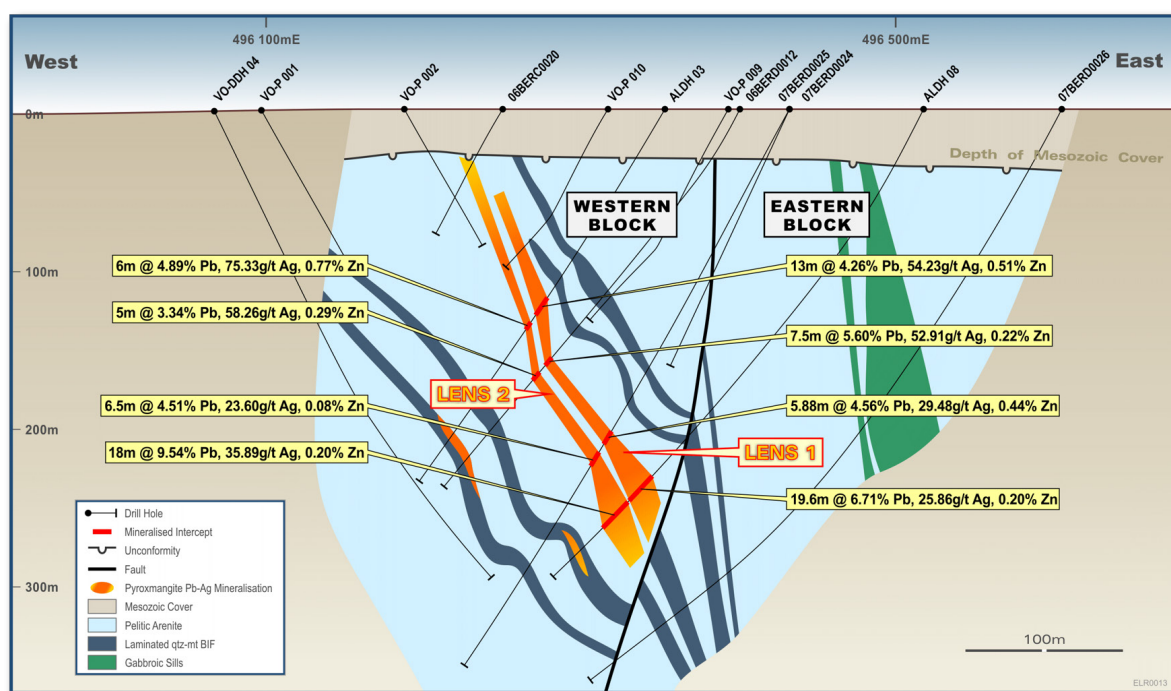 496 100mE
496 500mE
West
East
VO-DDH 04
VO-P 001
VO-P 002
06BERC0020
VO-P 010
ALDH 03
VO-P 009
06BERD0012
07BERD0025
07BERD0024
ALDH 08
07BERD0026
0m
Depth of Mesozoic Cover
WESTERN
BLOCK
EASTERN
BLOCK
100m
6m @ 4.89% Pb, 75.33g/t Ag, 0.77% Zn
13m @ 4.26% Pb, 54.23g/t Ag, 0.51% Zn
5m @ 3.34% Pb, 58.26g/t Ag, 0.29% Zn
7.5m @ 5.60% Pb, 52.91g/t Ag, 0.22% Zn
LENS 2
6.5m @ 4.51% Pb, 23.60g/t Ag, 0.08% Zn
5.88m @ 4.56% Pb, 29.48g/t Ag, 0.44% Zn
200m
18m @ 9.54% Pb, 35.89g/t Ag, 0.20% Zn
LENS 1
19.6m @ 6.71% Pb, 25.86g/t Ag, 0.20% Zn
Drill Hole
Mineralised Intercept
Unconformity
Fault
Pyroxmangite Pb-Ag Mineralisation
Mesozoic Cover
Pelitic Arenite
Laminated qtz-mt BIF
Gabbroic Sills
300m
100m
ELR0013